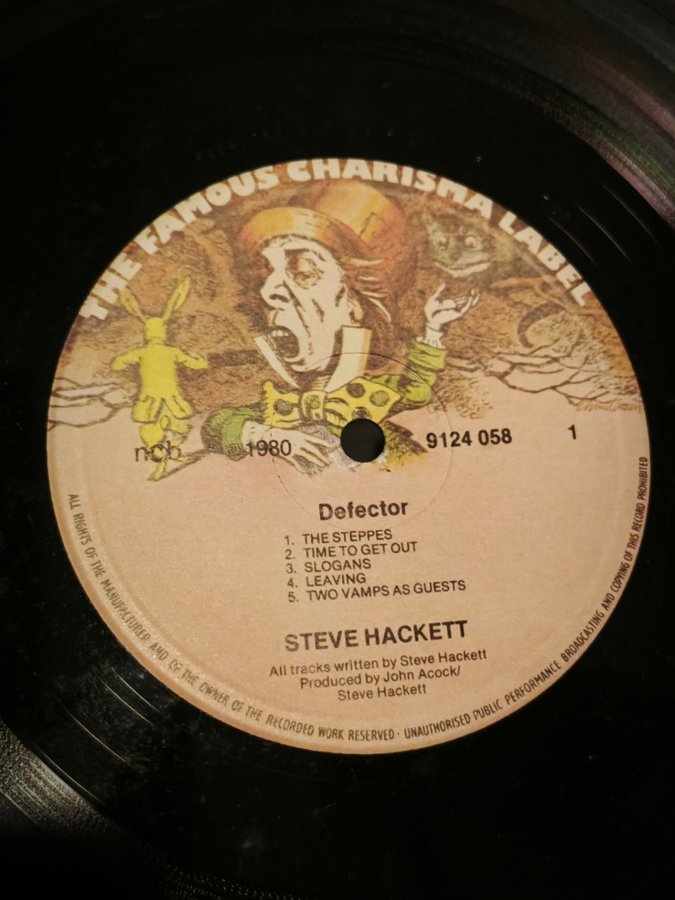 THE FAMOUS CHARISMA LABEL
ncb ℗ 1980 9124 058 1
Defector
1. THE STEPPES
2. TIME TO GET OUT
3. SLOGANS
4. LEAVING
5. TWO VAMPS AS GUESTS
STEVE HACKETT
All tracks written by Steve Hackett
Produced by John Acock/
Steve Hackett
ALL RIGHTS OF THE MANUFACTURER AND OF THE OWNER OF THE RECORDED WORK RESERVED · UNAUTHORISED PUBLIC PERFORMANCE BROADCASTING AND COPYING OF THIS RECORD PROHIBITED